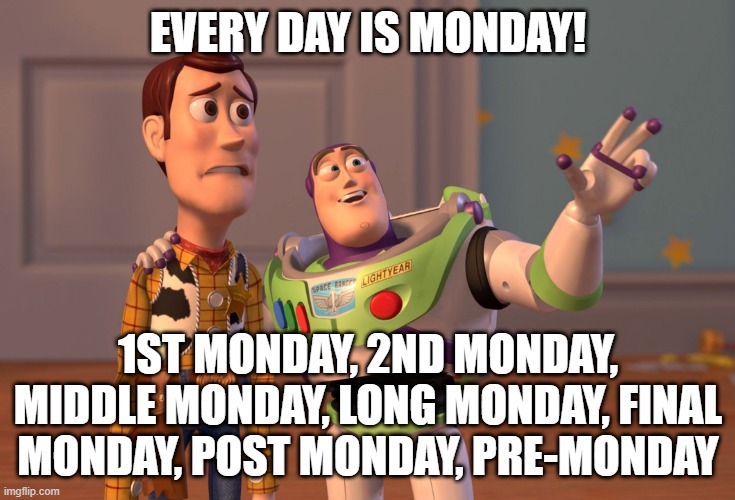 EVERY DAY IS MONDAY!
SPACE RANGER
LIGHTYEAR
1ST MONDAY, 2ND MONDAY,
MIDDLE MONDAY, LONG MONDAY, FINAL
MONDAY, POST MONDAY, PRE-MONDAY
imgflip.com